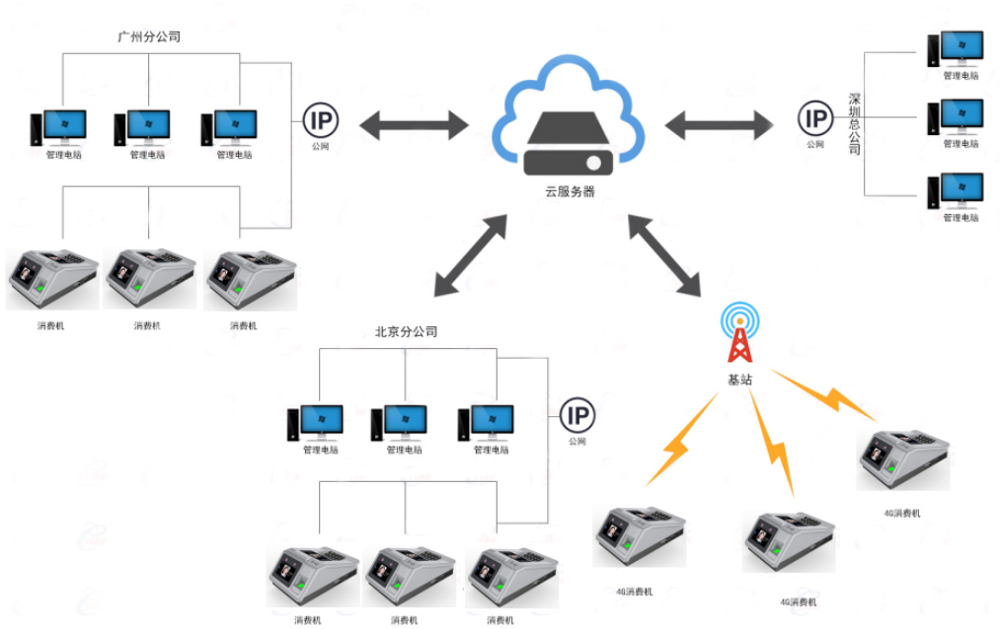 广州分公司
管理电脑
管理电脑
管理电脑
IP
公网
消费机
消费机
消费机
云服务器
IP
公网
深圳总公司
管理电脑
管理电脑
管理电脑
北京分公司
管理电脑
管理电脑
管理电脑
IP
公网
消费机
消费机
消费机
基站
4G消费机
4G消费机
4G消费机